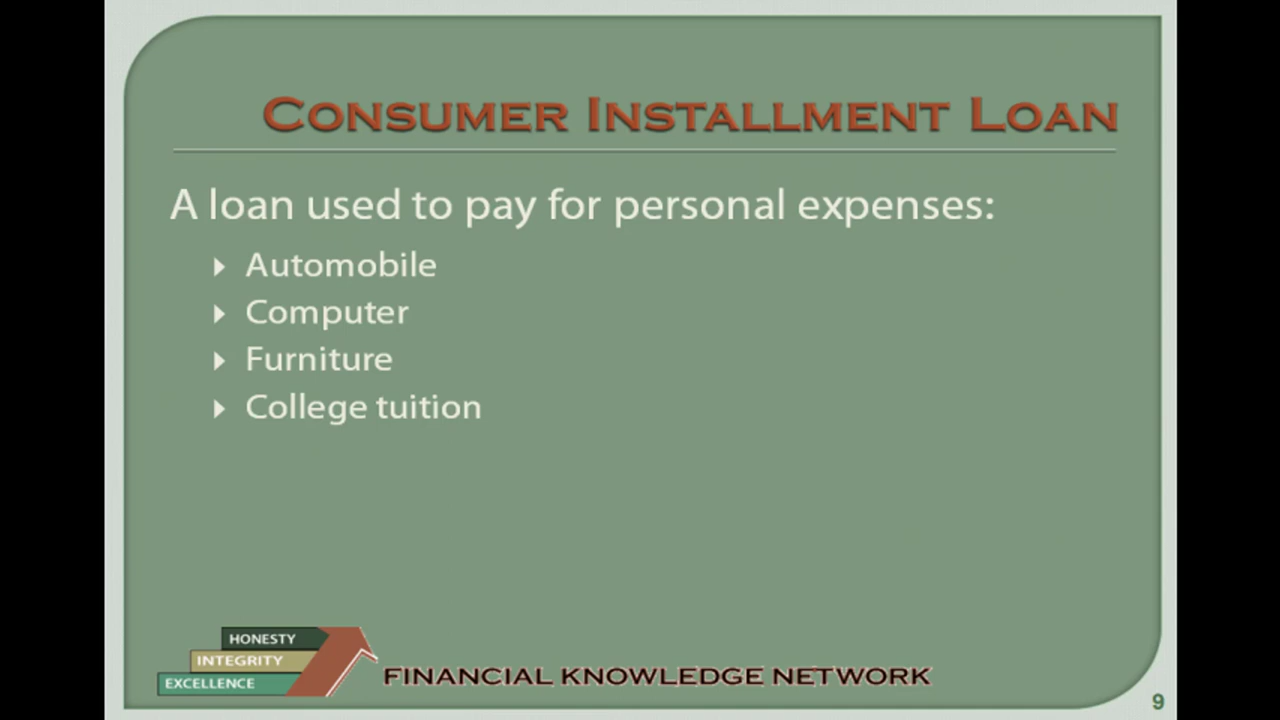 CONSUMER INSTALLMENT LOAN
A loan used to pay for personal expenses:
Automobile
Computer
Furniture
College tuition
HONESTY
INTEGRITY
EXCELLENCE
FINANCIAL KNOWLEDGE NETWORK
9